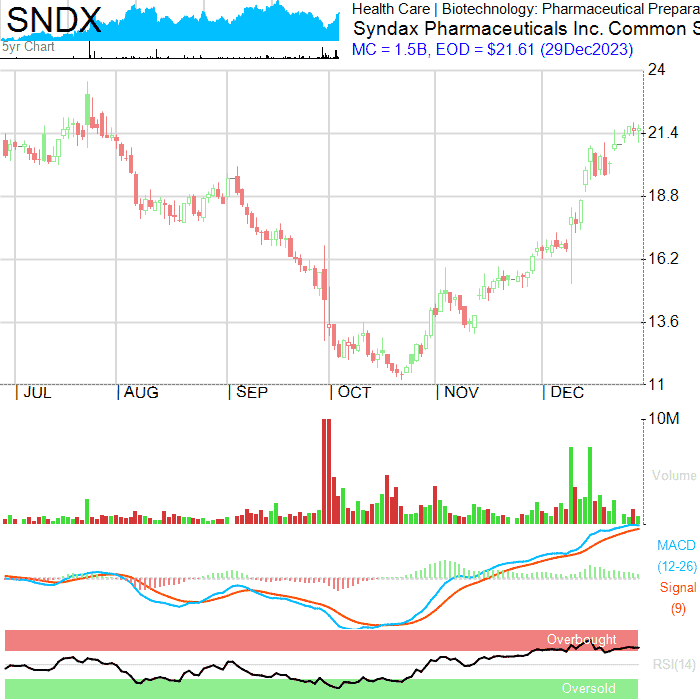 SNDX
5yr Chart
Health Care | Biotechnology: Pharmaceutical Prepara
Syndax Pharmaceuticals Inc. Common S
MC = 1.5B, EOD = $21.61 (29Dec2023)
24
21.4
18.8
16.2
13.6
11
| JUL | AUG | SEP | OCT | NOV | DEC
10M
Volume
MACD
(12-26)
Signal
(9)
Overbought
RSI(14)
Oversold